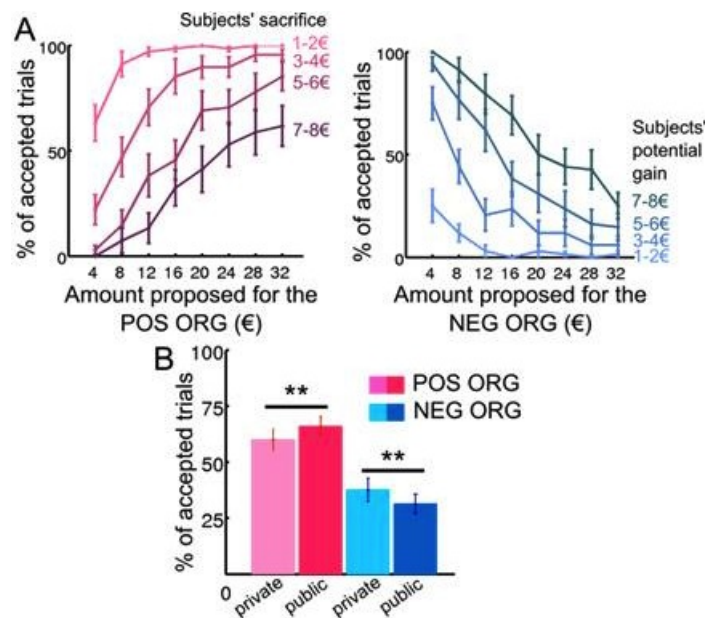 A
Subjects' sacrifice
% of accepted trials
100
50
0
1-2€
3-4€
5-6€
7-8€
4 8 12 16 20 24 28 32
Amount proposed for the
POS ORG (€)
% of accepted trials
100
50
0
Subjects'
potential
gain
7-8€
5-6€
3-4€
1-2€
4 8 12 16 20 24 28 32
Amount proposed for the
NEG ORG (€)
B
% of accepted trials
100
75
50
25
0
**
**
POS ORG
NEG ORG
private public private public